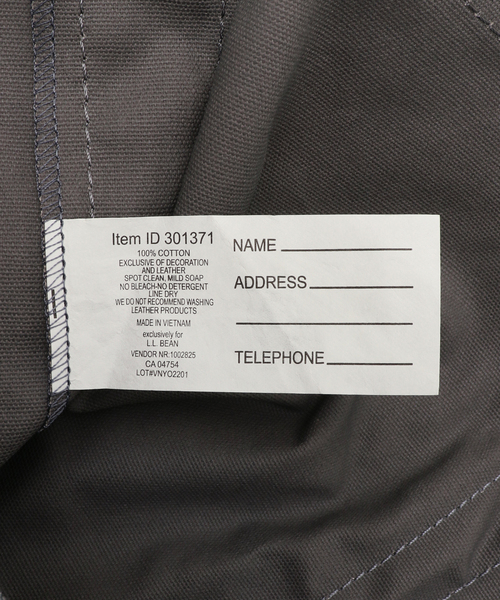 Item ID 301371
100% COTTON
EXCLUSIVE OF DECORATION
AND LEATHER
SPOT CLEAN. MILD SOAP
NO BLEACH-NO DETERGENT
LINE DRY
WE DO NOT RECOMMEND WASHING
LEATHER PRODUCTS
MADE IN VIETNAM
exclusively for
L.L. BEAN
VENDOR NR:1002825
CA 04754
LOT#VNYO2201
NAME
ADDRESS
TELEPHONE